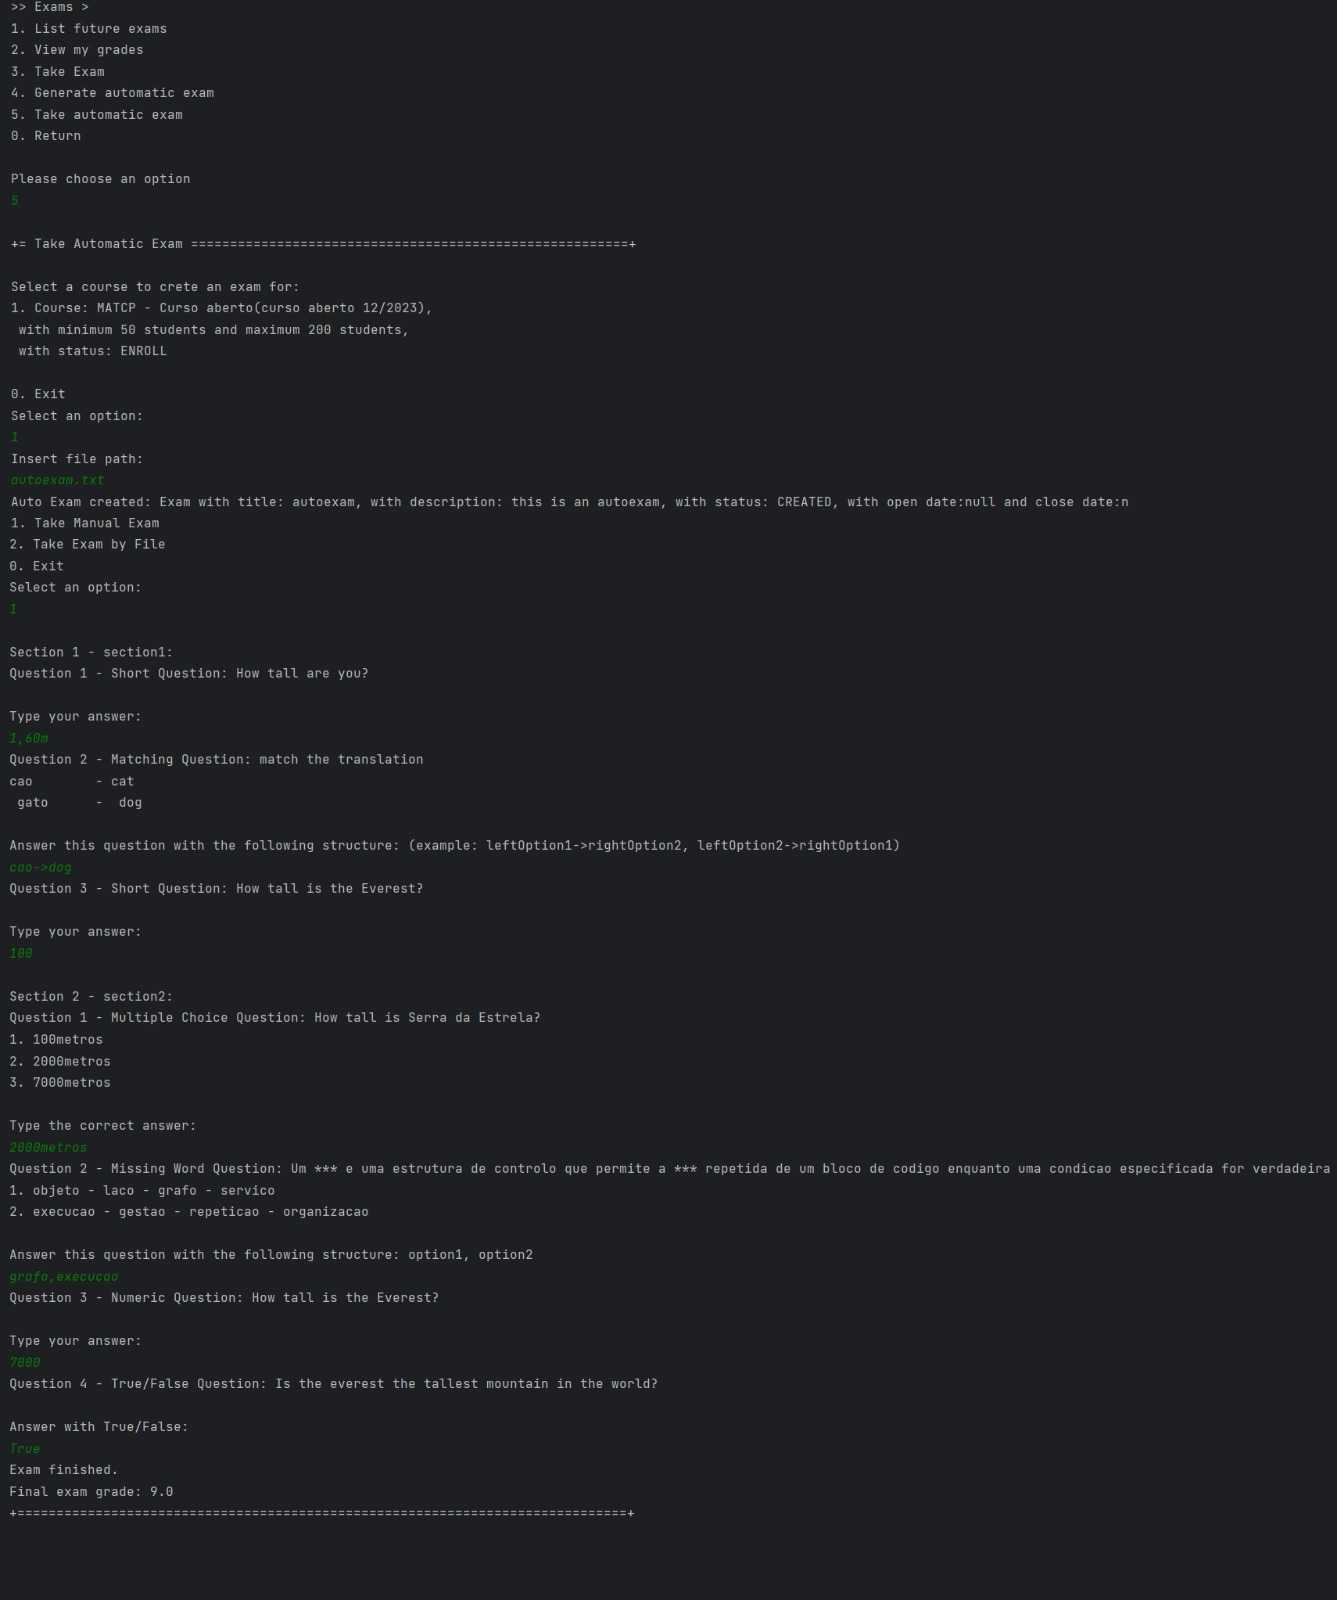 >> Exams >
1. List future exams
2. View my grades
3. Take Exam
4. Generate automatic exam
5. Take automatic exam
0. Return
Please choose an option
5
+= Take Automatic Exam ========================================================+
Select a course to crete an exam for:
1. Course: MATCP - Curso aberto(curso aberto 12/2023),
with minimum 50 students and maximum 200 students,
with status: ENROLL
0. Exit
Select an option:
1
Insert file path:
autoexam.txt
Auto Exam created: Exam with title: autoexam, with description: this is an autoexam, with status: CREATED, with open date:null and close date:n
1. Take Manual Exam
2. Take Exam by File
0. Exit
Select an option:
1
Section 1 - section1:
Question 1 - Short Question: How tall are you?
Type your answer:
1,60m
Question 2 - Matching Question: match the translation
cao        - cat
 gato      -  dog
Answer this question with the following structure: (example: leftOption1->rightOption2, leftOption2->rightOption1)
cao->dog
Question 3 - Short Question: How tall is the Everest?
Type your answer:
100
Section 2 - section2:
Question 1 - Multiple Choice Question: How tall is Serra da Estrela?
1. 100metros
2. 2000metros
3. 7000metros
Type the correct answer:
2000metros
Question 2 - Missing Word Question: Um *** e uma estrutura de controlo que permite a *** repetida de um bloco de codigo enquanto uma condicao especificada for verdadeira
1. objeto - laco - grafo - servico
2. execucao - gestao - repeticao - organizacao
Answer this question with the following structure: option1, option2
grafo,execucao
Question 3 - Numeric Question: How tall is the Everest?
Type your answer:
7000
Question 4 - True/False Question: Is the everest the tallest mountain in the world?
Answer with True/False:
True
Exam finished.
Final exam grade: 9.0
+==============================================================================+